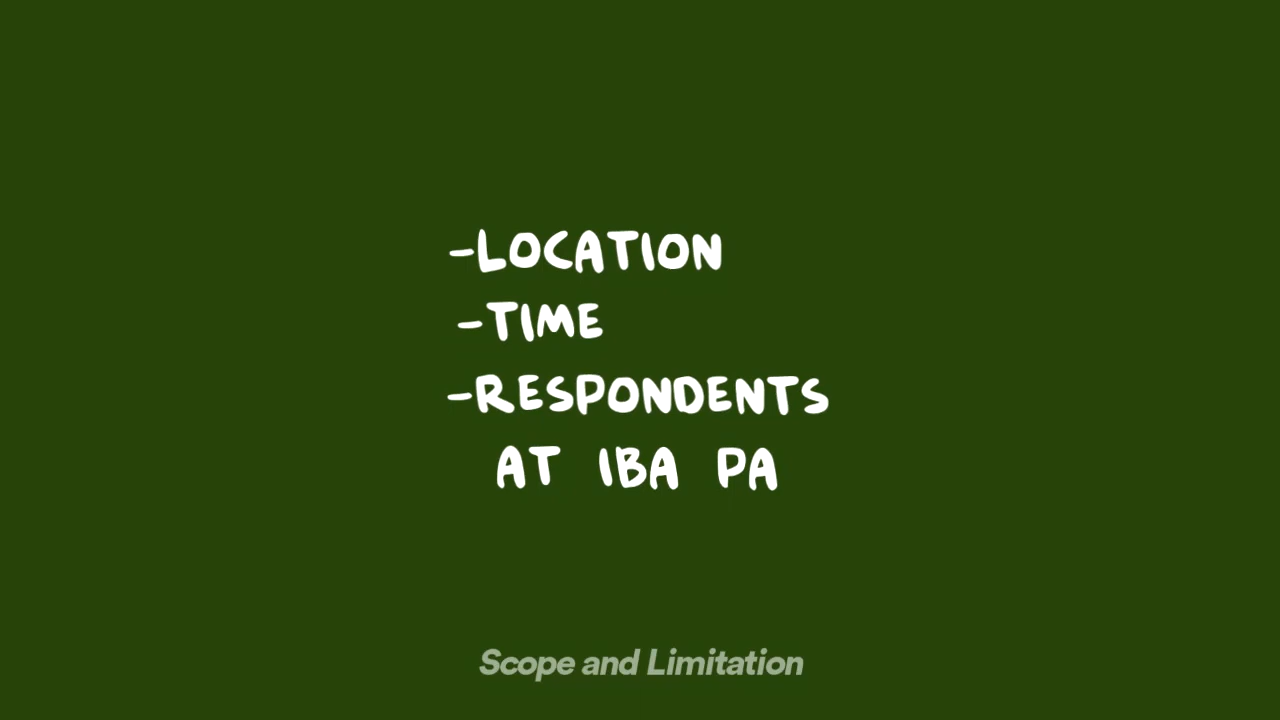 -LOCATION
-TIME
-RESPONDENTS
AT IBA PA
Scope and Limitation